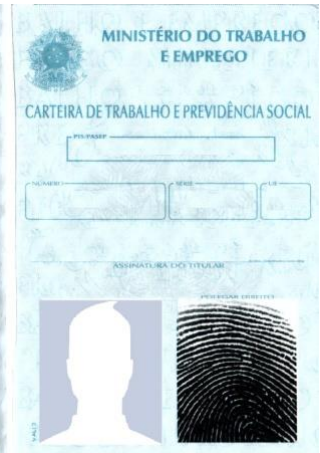 MINISTÉRIO DO TRABALHO
E EMPREGO
CARTEIRA DE TRABALHO E PREVIDÊNCIA SOCIAL
PIS/PASEP
NÚMERO
SÉRIE
UF
ASSINATURA DO TITULAR
POLEGAR DIREITO